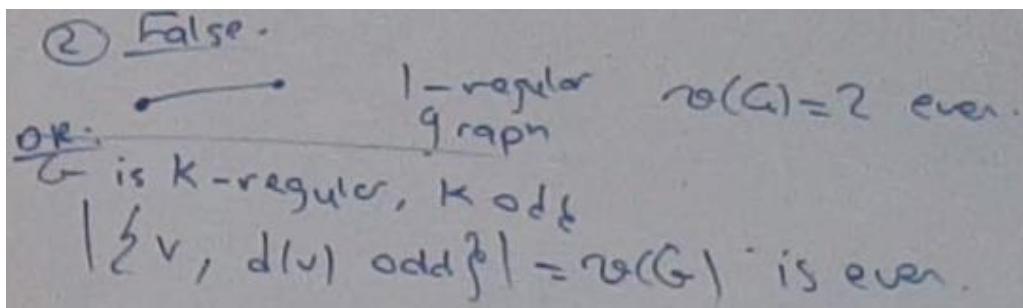 ② False.
1-regular v(G)=2 even.
graph
OR:
G is K-regular, K odd
|{v, d(v) odd}| = v(G) is even.